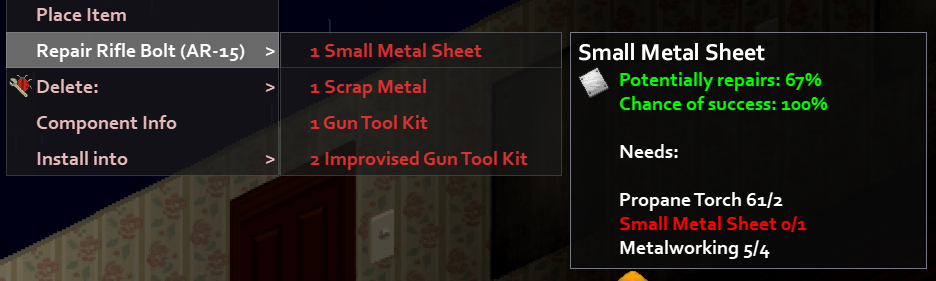 Place Item
Repair Rifle Bolt (AR-15) >
Delete: >
Component Info
Install into >
1 Small Metal Sheet
1 Scrap Metal
1 Gun Tool Kit
2 Improvised Gun Tool Kit
Small Metal Sheet
Potentially repairs: 67%
Chance of success: 100%
Needs:
Propane Torch 61/2
Small Metal Sheet 0/1
Metalworking 5/4